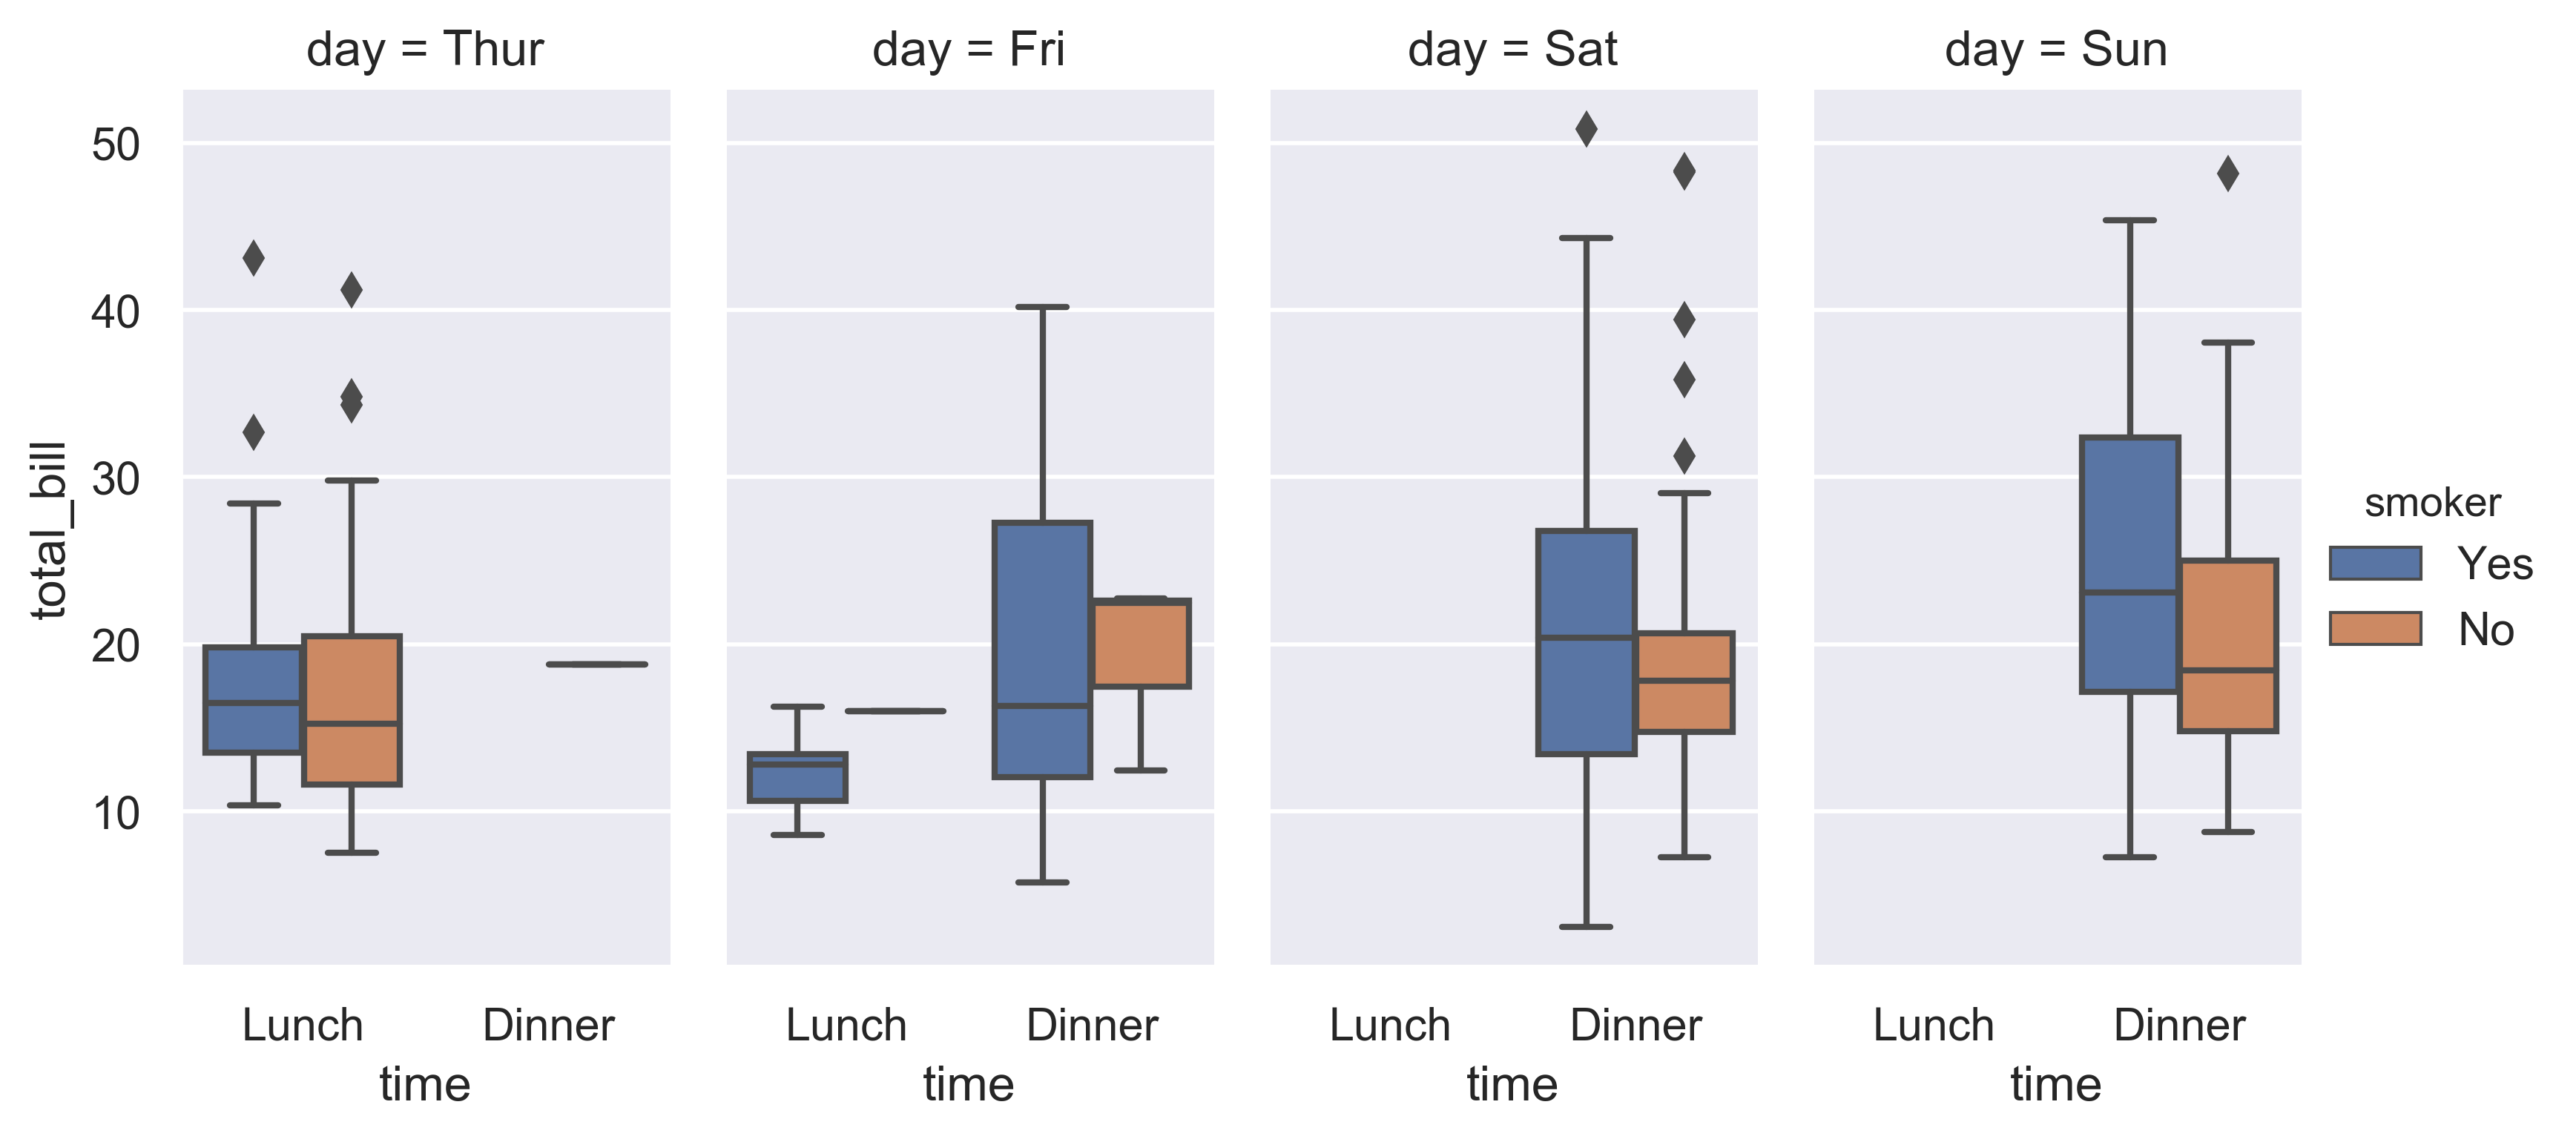 day = Thur
day = Fri
day = Sat
day = Sun
total_bill
50
40
30
20
10
Lunch Dinner
time
Lunch Dinner
time
Lunch Dinner
time
Lunch Dinner
time
smoker
Yes
No